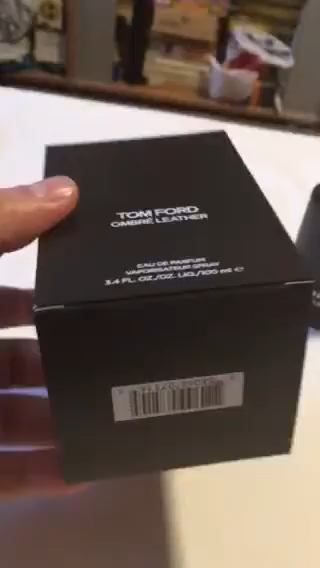 TOM FORD
OMBRÉ LEATHER
EAU DE PARFUM
VAPORISATEUR SPRAY
3.4 FL. OZ./OZ. LIQ./100 ml ℮